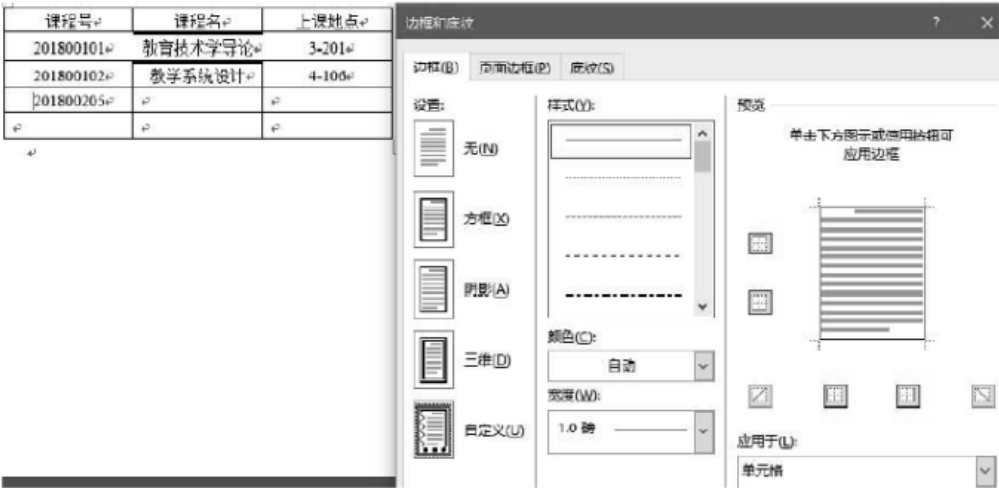 课程号 课程名 上课地点
201800101 教育技术学导论 3-201
201800102 教学系统设计 4-106
201800205
边框和底纹
? ×
边框(B) 页面边框(P) 底纹(S)
设置:
无(N)
方框(X)
阴影(A)
三维(D)
自定义(U)
样式(Y):
颜色(C):
自动
宽度(W):
1.0 磅
预览
单击下方图示或使用按钮可
应用边框
应用于(L):
单元格